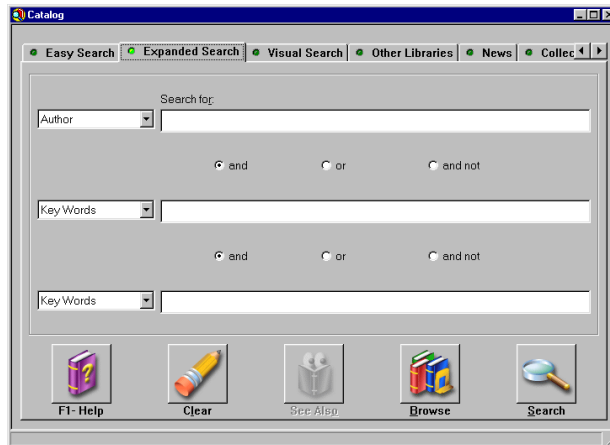 Catalog
Easy Search Expanded Search Visual Search Other Libraries News Collec
Search for:
Author
and or and not
Key Words
and or and not
Key Words
F1- Help Clear See Also Browse Search